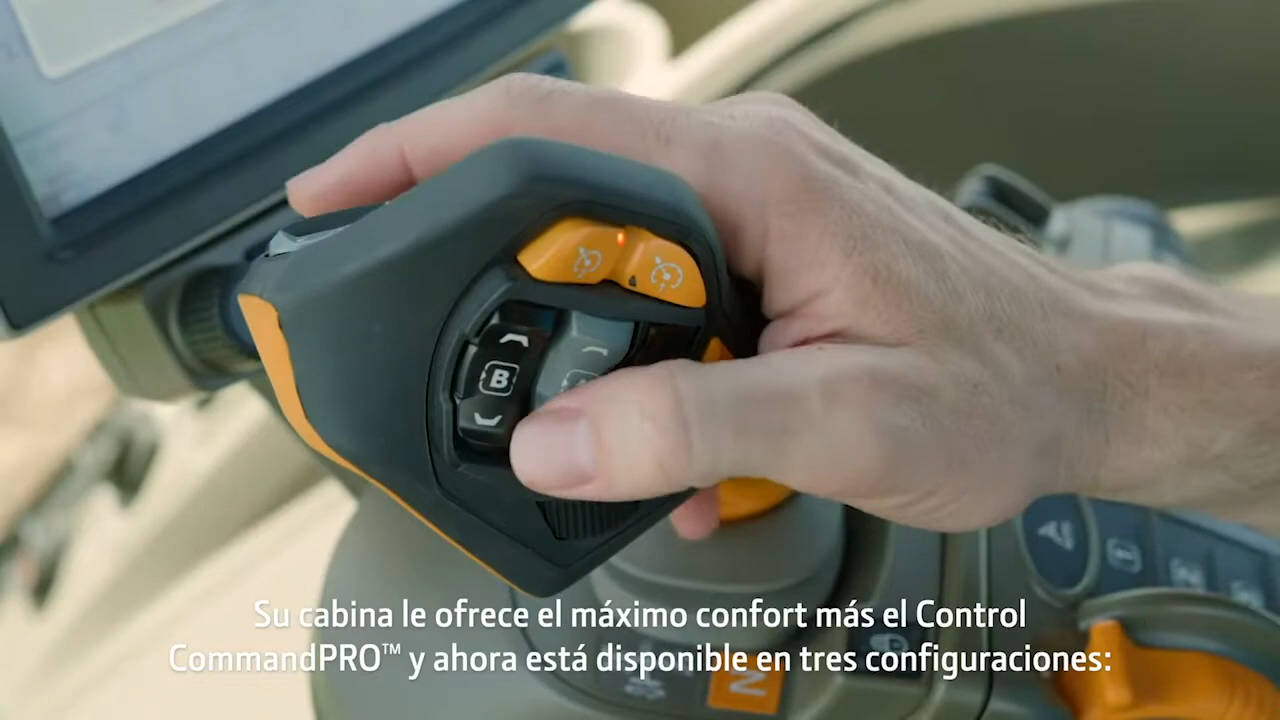 B
Su cabina le ofrece el máximo confort más el Control
CommandPRO™ y ahora está disponible en tres configuraciones:
N